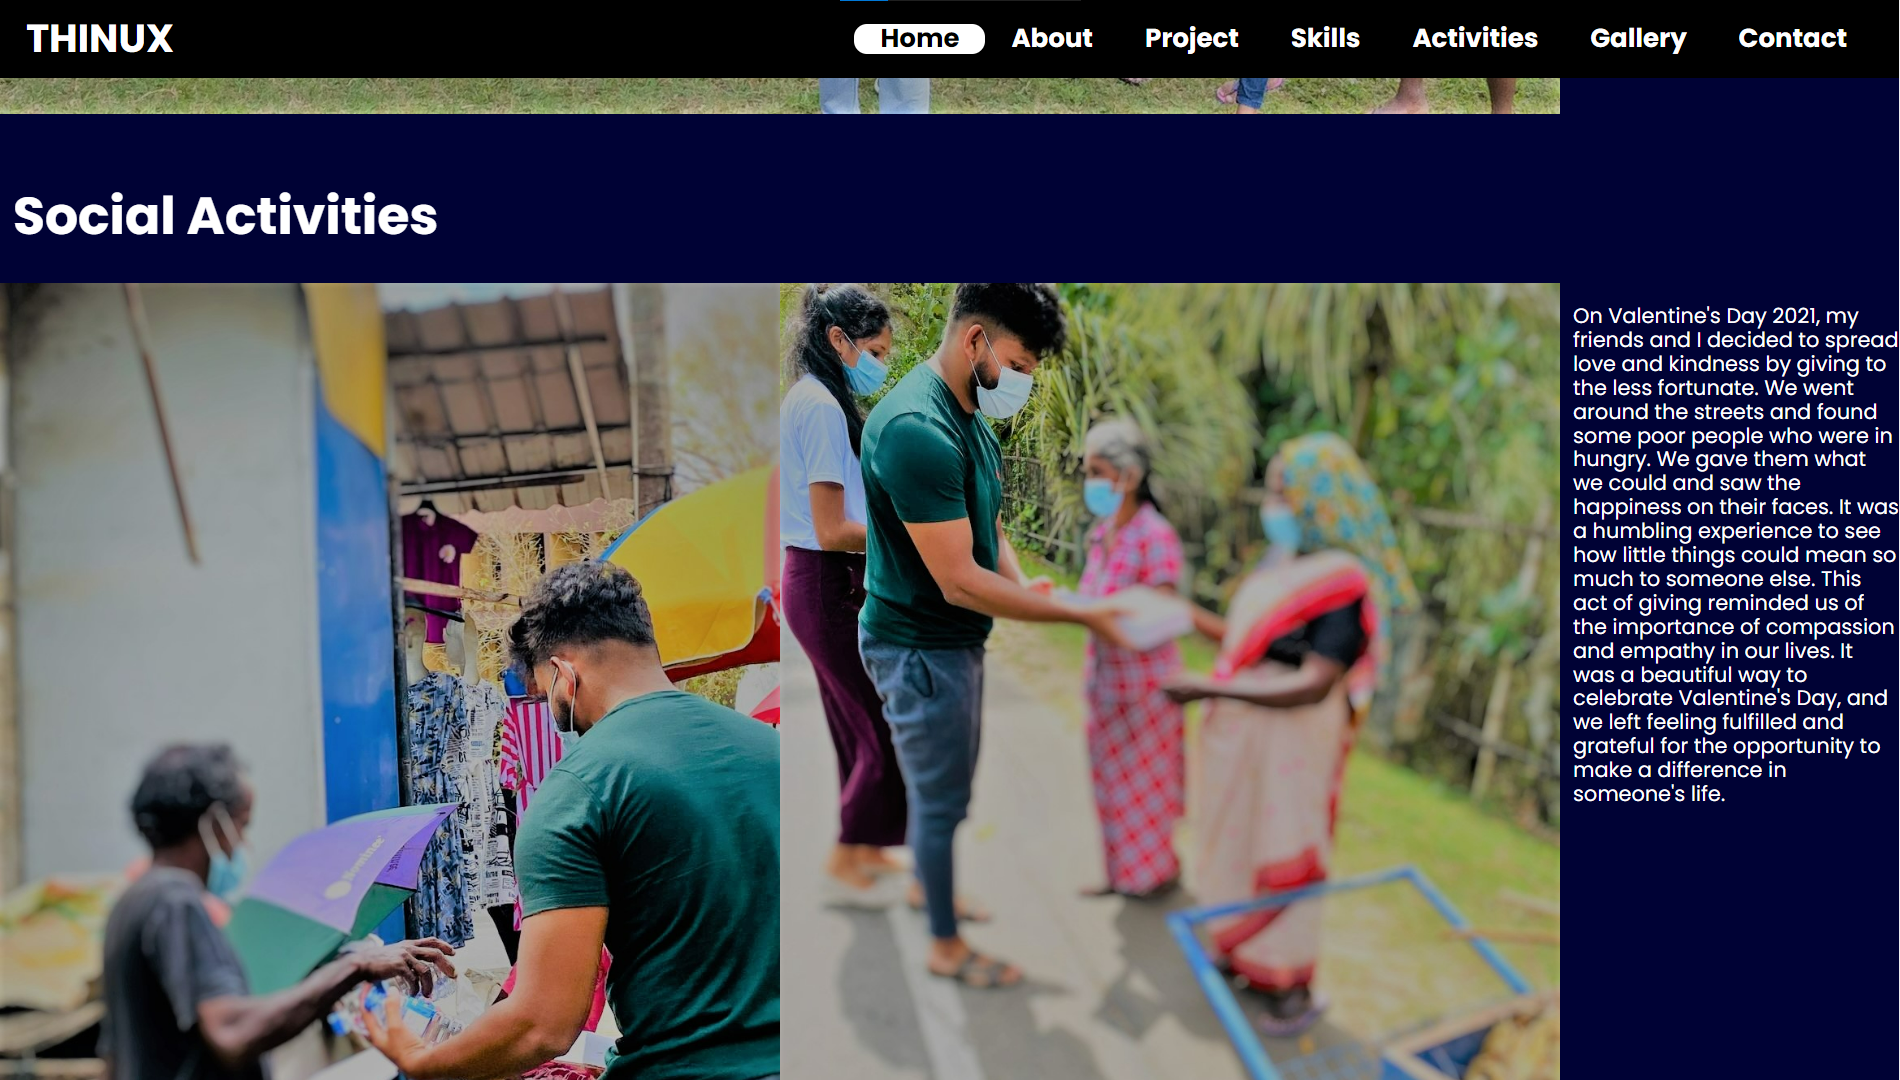 THINUX
Home
About
Project
Skills
Activities
Gallery
Contact
Social Activities
On Valentine's Day 2021, my
friends and I decided to spread
love and kindness by giving to
the less fortunate. We went
around the streets and found
some poor people who were in
hungry. We gave them what
we could and saw the
happiness on their faces. It was
a humbling experience to see
how little things could mean so
much to someone else. This
act of giving reminded us of
the importance of compassion
and empathy in our lives. It
was a beautiful way to
celebrate Valentine's Day, and
we left feeling fulfilled and
grateful for the opportunity to
make a difference in
someone's life.